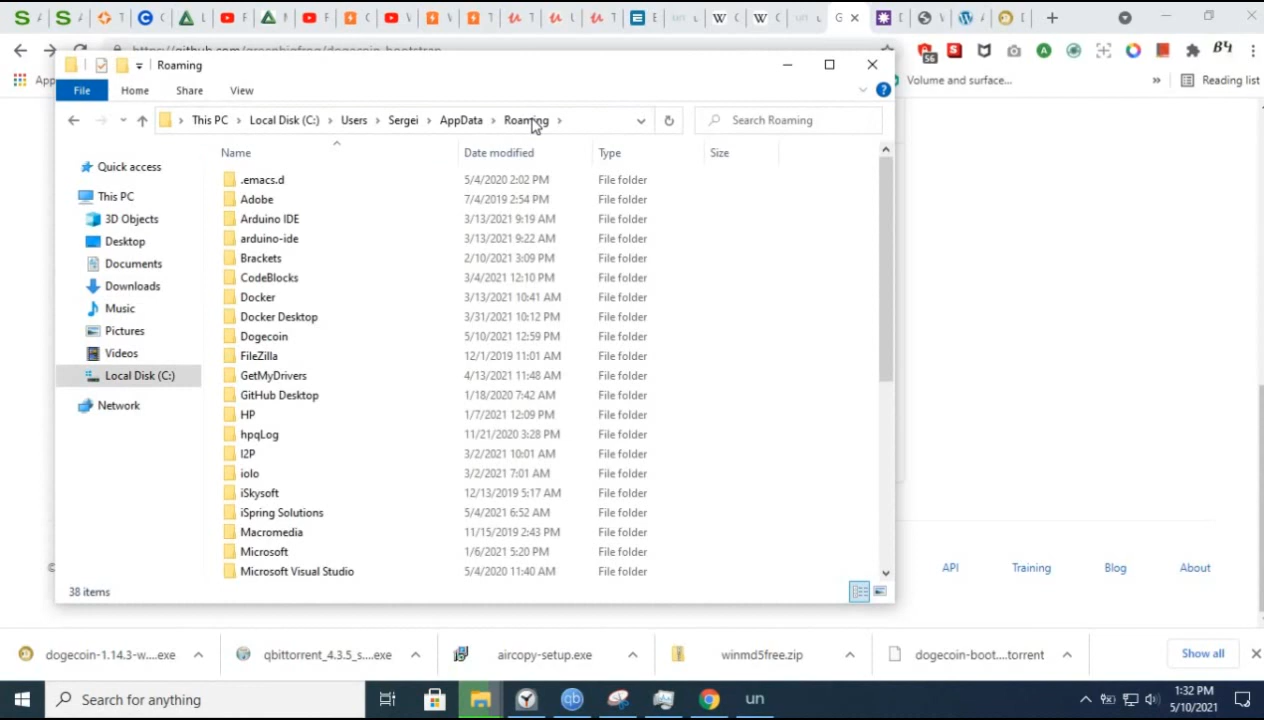 https://github.com/greenbigfrog/dogecoin-bootstrap
56
Volume and surface...
»
Reading list
Roaming
File
Home
Share
View
This PC > Local Disk (C:) > Users > Sergei > AppData > Roaming >
Search Roaming
Name Date modified Type Size
Quick access
This PC
3D Objects
Desktop
Documents
Downloads
Music
Pictures
Videos
Local Disk (C:)
Network
.emacs.d 5/4/2020 2:02 PM File folder
Adobe 7/4/2019 2:54 PM File folder
Arduino IDE 3/13/2021 9:19 AM File folder
arduino-ide 3/13/2021 9:22 AM File folder
Brackets 2/10/2021 3:09 PM File folder
CodeBlocks 3/4/2021 12:10 PM File folder
Docker 3/13/2021 10:41 AM File folder
Docker Desktop 3/31/2021 10:12 PM File folder
Dogecoin 5/10/2021 12:59 PM File folder
FileZilla 12/1/2019 11:01 AM File folder
GetMyDrivers 4/13/2021 11:48 AM File folder
GitHub Desktop 1/18/2020 7:42 AM File folder
HP 1/7/2021 12:09 PM File folder
hpqLog 11/21/2020 3:28 PM File folder
I2P 3/2/2021 10:01 AM File folder
iolo 3/2/2021 7:01 AM File folder
iSkysoft 12/13/2019 5:17 AM File folder
iSpring Solutions 5/4/2021 6:52 AM File folder
Macromedia 11/15/2019 2:43 PM File folder
Microsoft 1/6/2021 5:20 PM File folder
Microsoft Visual Studio 5/4/2020 11:40 AM File folder
38 items
API Training Blog About
dogecoin-1.14.3-w....exe
qbittorrent_4.3.5_s....exe
aircopy-setup.exe
winmd5free.zip
dogecoin-boot....torrent
Show all
Search for anything
un
1:32 PM
5/10/2021